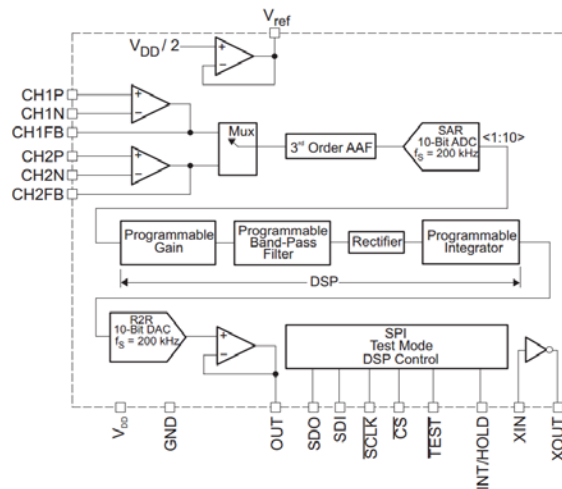 Vref
VDD / 2
CH1P
CH1N
CH1FB
CH2P
CH2N
CH2FB
+
−
Mux
3rd Order AAF
SAR
10-Bit ADC
fS = 200 kHz
<1:10>
Programmable
Gain
Programmable
Band-Pass
Filter
Rectifier
Programmable
Integrator
DSP
R2R
10-Bit DAC
fS = 200 kHz
+
−
SPI
Test Mode
DSP Control
VDD
GND
OUT
SDO
SDI
SCLK
CS
TEST
INT/HOLD
XIN
XOUT